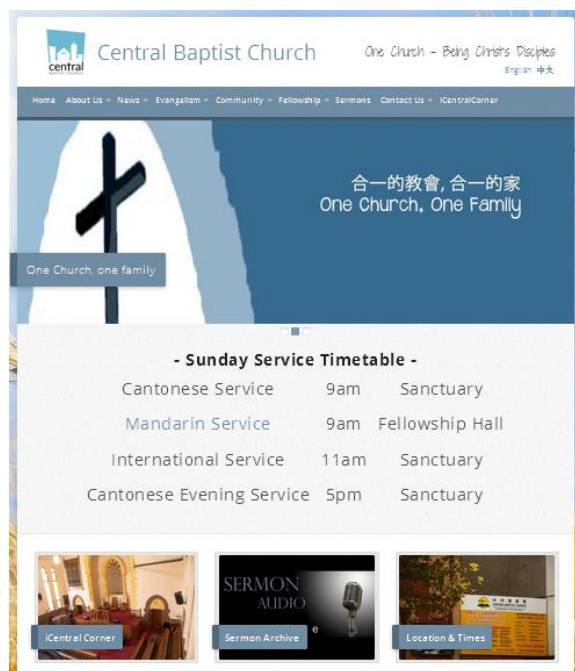 central
Central Baptist Church
One Church - Being Christ's Disciples
English 中文
Home About Us News Evangelism Community Fellowship Sermons Contact Us iCentralCorner
合一的教會, 合一的家
One Church, One Family
One Church, one family
- Sunday Service Timetable -
Cantonese Service 9am Sanctuary
Mandarin Service 9am Fellowship Hall
International Service 11am Sanctuary
Cantonese Evening Service 5pm Sanctuary
SERMON
AUDIO
e
iCentral Corner
Sermon Archive
Location & Times